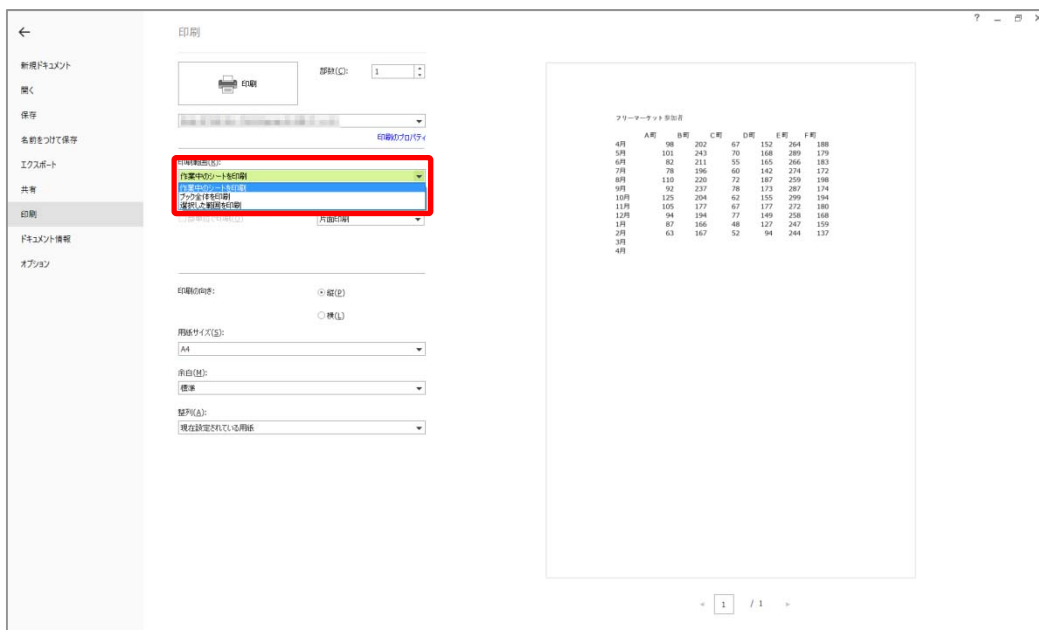 ? _
印刷
新規ドキュメント
開く
保存
名前をつけて保存
エクスポート
共有
印刷
ドキュメント情報
オプション
印刷
部数(C): 1
印刷のプロパティ
印刷範囲(K):
作業中のシートを印刷
作業中のシートを印刷
ブック全体を印刷
選択した範囲を印刷
片面印刷
印刷の向き:
縦(P)
横(L)
用紙サイズ(S):
A4
余白(M):
標準
整列(A):
現在設定されている用紙
フリーマーケット参加者
A町 B町 C町 D町 E町 F町
4月 98 202 67 152 264 188
5月 101 243 70 168 289 179
6月 82 211 55 165 266 183
7月 78 196 60 142 274 172
8月 110 220 72 187 259 198
9月 92 237 78 173 287 174
10月 125 204 62 155 299 194
11月 105 177 67 177 272 180
12月 94 194 77 149 258 168
1月 87 166 48 127 247 159
2月 63 167 52 94 244 137
3月
4月
« 1 / 1 »